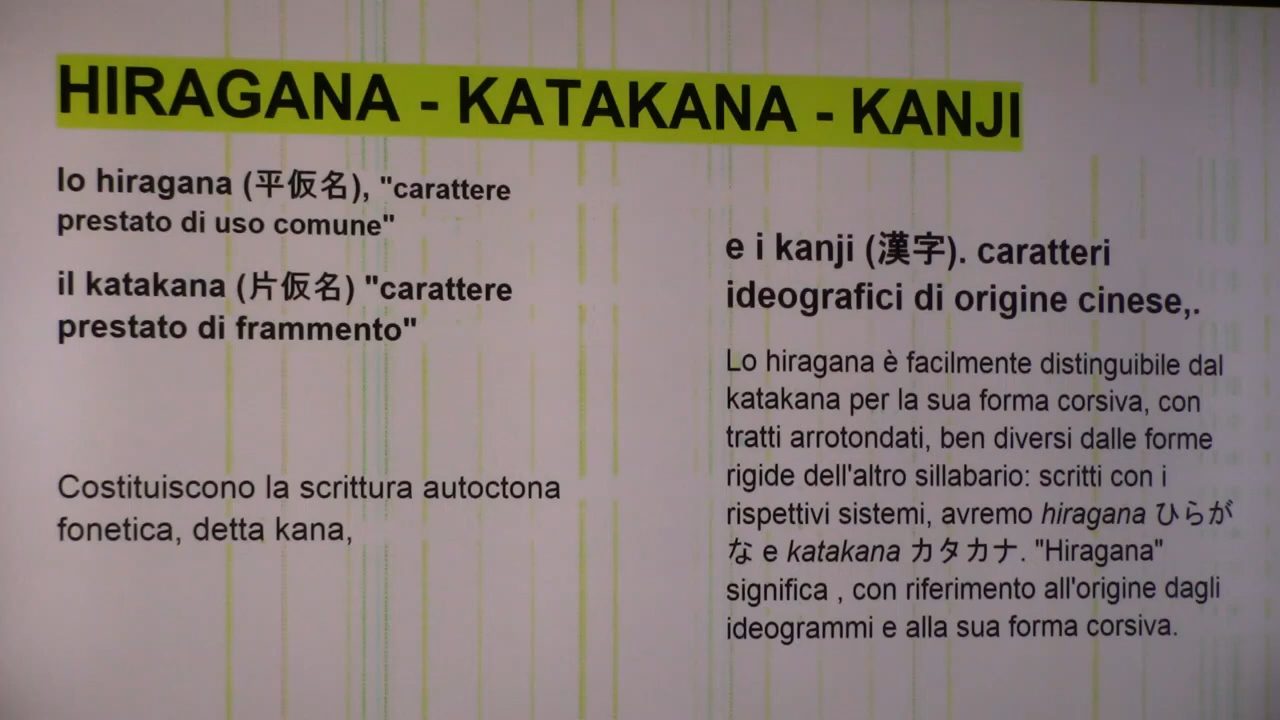 HIRAGANA - KATAKANA - KANJI
lo hiragana (平仮名), "carattere
prestato di uso comune"
il katakana (片仮名) "carattere
prestato di frammento"
Costituiscono la scrittura autoctona
fonetica, detta kana,
e i kanji (漢字). caratteri
ideografici di origine cinese,.
Lo hiragana è facilmente distinguibile dal
katakana per la sua forma corsiva, con
tratti arrotondati, ben diversi dalle forme
rigide dell'altro sillabario: scritti con i
rispettivi sistemi, avremo hiragana ひらが
な e katakana カタカナ. "Hiragana"
significa , con riferimento all'origine dagli
ideogrammi e alla sua forma corsiva.